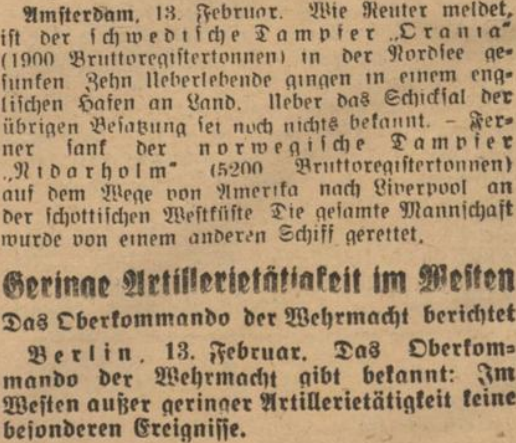 Amsterdam, 13. Februar. Wie Reuter meldet,
ist der schwedische Dampfer „Orania“
(1900 Bruttoregistertonnen) in der Nordsee ge-
sunken Zehn Ueberlebende gingen in einem eng-
lischen Hafen an Land. Ueber das Schicksal der
übrigen Besatzung sei noch nichts bekannt. – Fer-
ner sank der norwegische Dampfer
„Nidarholm“ (5200 Bruttoregistertonnen)
auf dem Wege von Amerika nach Liverpool an
der schottischen Westküste Die gesamte Mannschaft
wurde von einem anderen Schiff gerettet.
Geringe Artillerietätigkeit im Westen
Das Oberkommando der Wehrmacht berichtet
Berlin, 13. Februar. Das Oberkom-
mando der Wehrmacht gibt bekannt: Im
Westen außer geringer Artillerietätigkeit keine
besonderen Ereignisse.